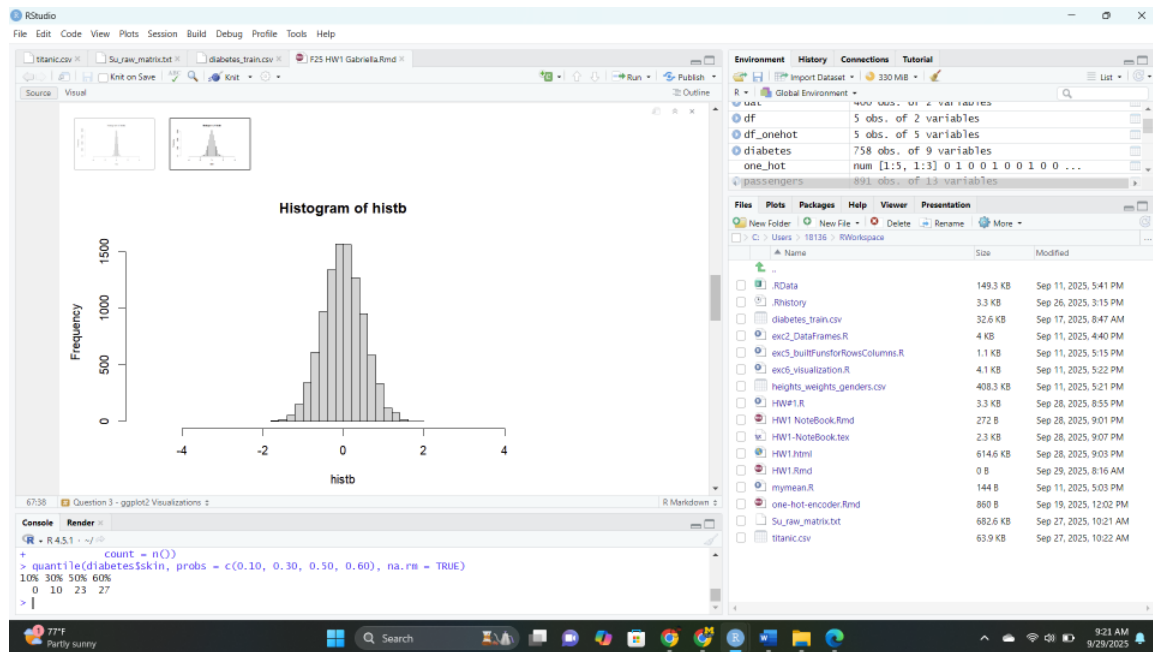 RStudio
File Edit Code View Plots Session Build Debug Profile Tools Help
titanic.csv Su_raw_matrix.txt diabetes_train.csv F25 HW1 Gabriella.Rmd
Knit on Save Knit Run Publish
Source Visual Outline
Histogram of histb
Frequency
1500
1000
500
0
-4 -2 0 2 4
histb
67:38 Question 3 - ggplot2 Visualizations R Markdown
Console Render
R 4.5.1 · ~/
+ count = n())
> quantile(diabetes$skin, probs = c(0.10, 0.30, 0.50, 0.60), na.rm = TRUE)
10% 30% 50% 60%
0 10 23 27
>
Environment History Connections Tutorial
Import Dataset 330 MiB List
R Global Environment
dat 400 obs. of 2 variables
df 5 obs. of 2 variables
df_onehot 5 obs. of 5 variables
diabetes 758 obs. of 9 variables
one_hot num [1:5, 1:3] 0 1 0 0 1 0 0 1 0 0 ...
passengers 891 obs. of 13 variables
Files Plots Packages Help Viewer Presentation
New Folder New File Delete Rename More
C: > Users > 18136 > RWorkspace
Name Size Modified
..
.RData 149.3 KB Sep 11, 2025, 5:41 PM
.Rhistory 3.3 KB Sep 26, 2025, 3:15 PM
diabetes_train.csv 32.6 KB Sep 17, 2025, 8:47 AM
exc2_DataFrames.R 4 KB Sep 11, 2025, 4:40 PM
exc5_builtFunsforRowsColumns.R 1.1 KB Sep 11, 2025, 5:15 PM
exc6_visualization.R 4.1 KB Sep 11, 2025, 5:22 PM
heights_weights_genders.csv 408.3 KB Sep 11, 2025, 5:21 PM
HW#1.R 3.3 KB Sep 28, 2025, 8:55 PM
HW1 NoteBook.Rmd 272 B Sep 28, 2025, 9:01 PM
HW1-NoteBook.tex 2.3 KB Sep 28, 2025, 9:07 PM
HW1.html 614.6 KB Sep 28, 2025, 9:03 PM
HW1.Rmd 0 B Sep 29, 2025, 8:16 AM
mymean.R 144 B Sep 11, 2025, 5:03 PM
one-hot-encoder.Rmd 860 B Sep 19, 2025, 12:02 PM
Su_raw_matrix.txt 682.6 KB Sep 27, 2025, 10:21 AM
titanic.csv 63.9 KB Sep 27, 2025, 10:22 AM
77°F
Partly sunny
Search
9:21 AM
9/29/2025